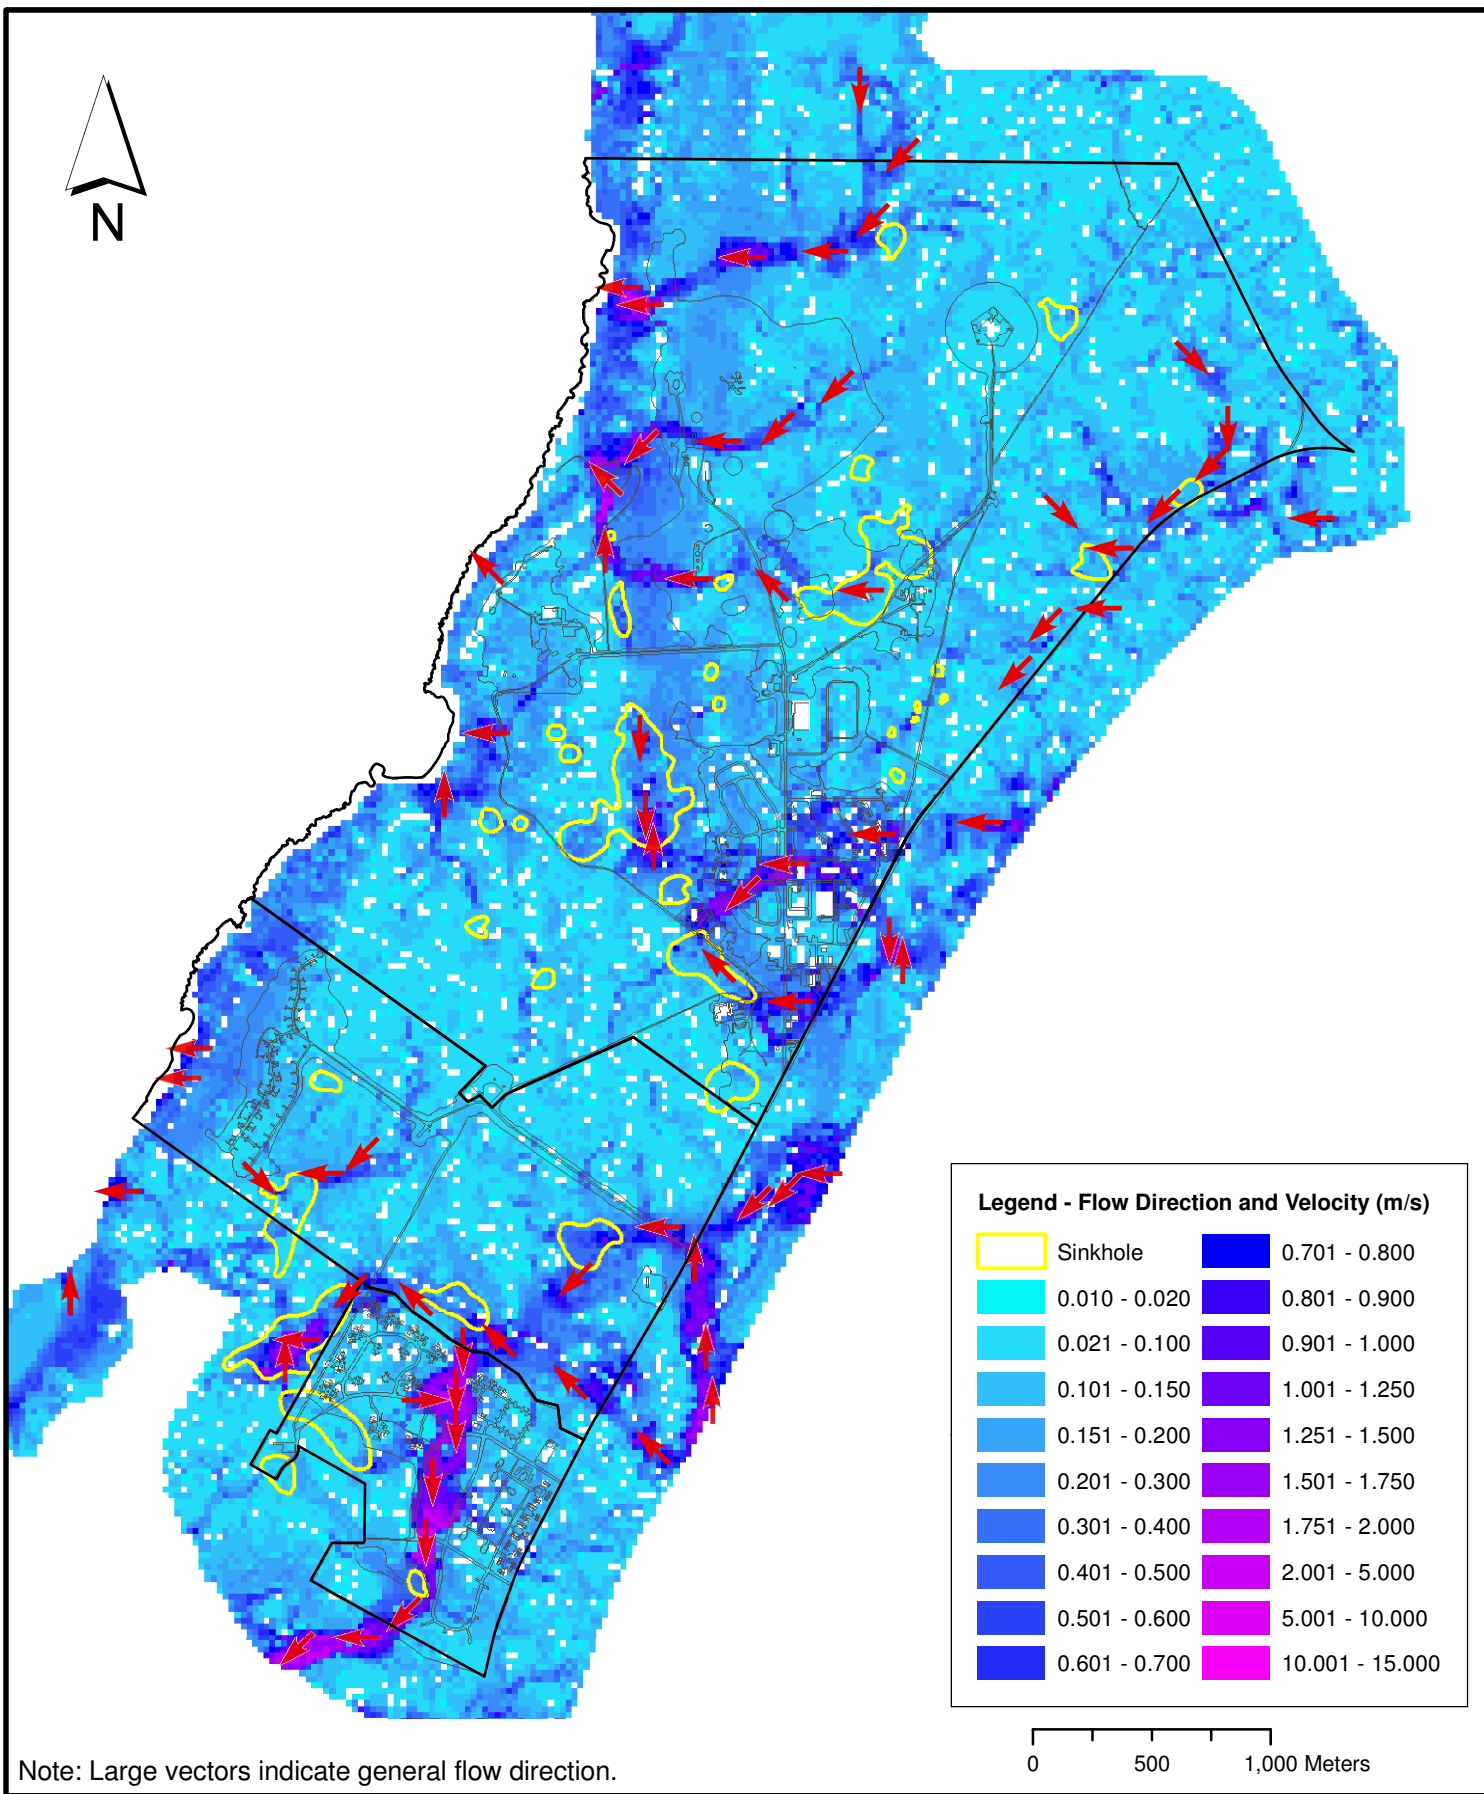 N
Legend - Flow Direction and Velocity (m/s)
Sinkhole
0.010 - 0.020
0.021 - 0.100
0.101 - 0.150
0.151 - 0.200
0.201 - 0.300
0.301 - 0.400
0.401 - 0.500
0.501 - 0.600
0.601 - 0.700
0.701 - 0.800
0.801 - 0.900
0.901 - 1.000
1.001 - 1.250
1.251 - 1.500
1.501 - 1.750
1.751 - 2.000
2.001 - 5.000
5.001 - 10.000
10.001 - 15.000
0 500 1,000 Meters
Note: Large vectors indicate general flow direction.